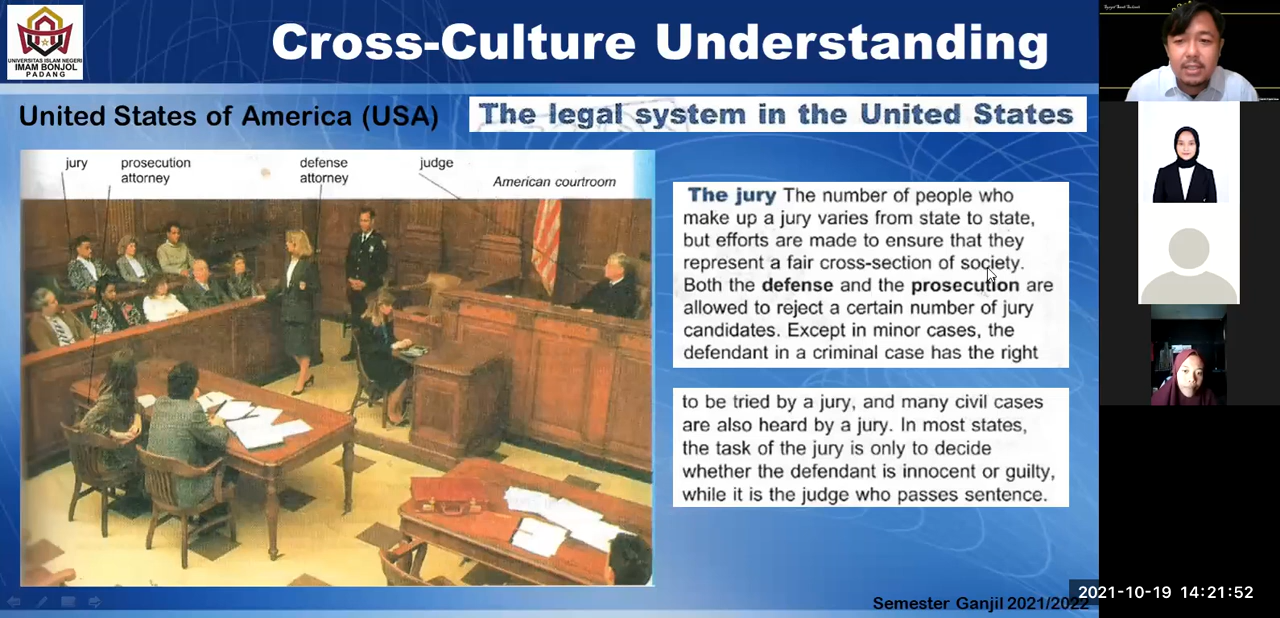 UNIVERSITAS ISLAM NEGERI
IMAM BONJOL
PADANG
Cross-Culture Understanding
United States of America (USA)
The legal system in the United States
jury
prosecution
attorney
defense
attorney
judge
American courtroom
The jury The number of people who
make up a jury varies from state to state,
but efforts are made to ensure that they
represent a fair cross-section of society.
Both the defense and the prosecution are
allowed to reject a certain number of jury
candidates. Except in minor cases, the
defendant in a criminal case has the right
to be tried by a jury, and many civil cases
are also heard by a jury. In most states,
the task of the jury is only to decide
whether the defendant is innocent or guilty,
while it is the judge who passes sentence.
Semester Ganjil 2021/2022
2021-10-19 14:21:52